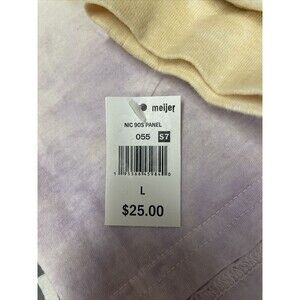 meijer
NIC 90S PANEL
055 S7
L
$25.00